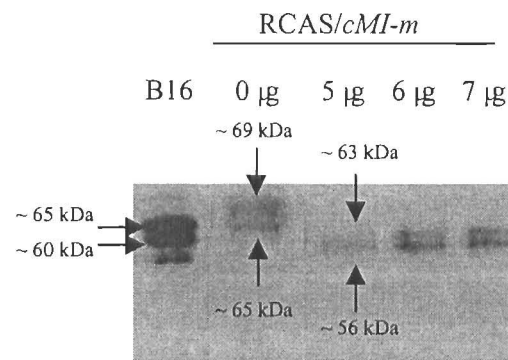 RCAS/cMI-m
B16 0 µg 5 µg 6 µg 7 µg
~ 69 kDa
~ 63 kDa
~ 65 kDa
~ 60 kDa
~ 65 kDa
~ 56 kDa